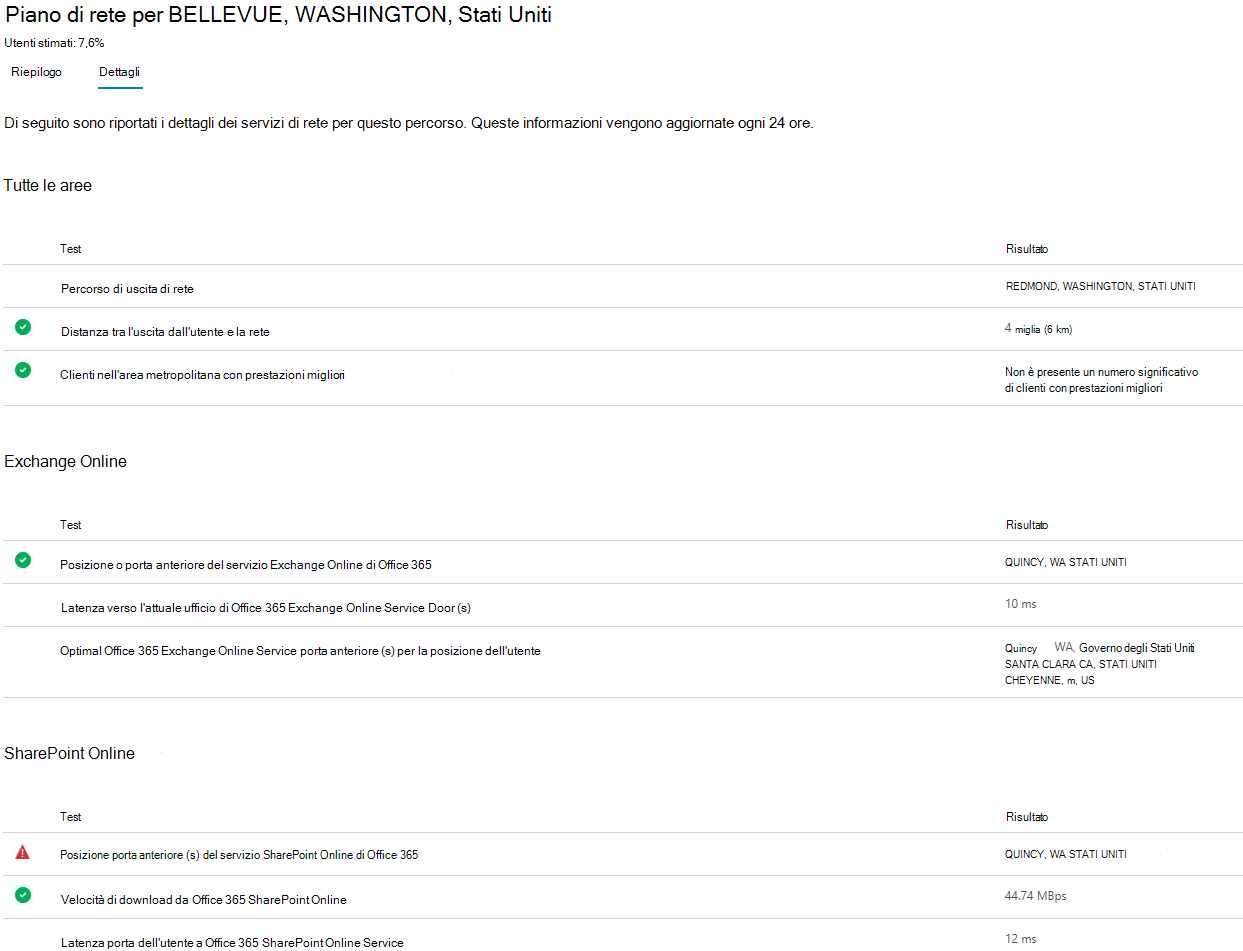 Piano di rete per BELLEVUE, WASHINGTON, Stati Uniti
Utenti stimati: 7,6%
Riepilogo Dettagli
Di seguito sono riportati i dettagli dei servizi di rete per questo percorso. Queste informazioni vengono aggiornate ogni 24 ore.
Tutte le aree
Test Risultato
Percorso di uscita di rete REDMOND, WASHINGTON, STATI UNITI
Distanza tra l'uscita dall'utente e la rete 4 miglia (6 km)
Clienti nell'area metropolitana con prestazioni migliori Non è presente un numero significativo
di clienti con prestazioni migliori
Exchange Online
Test Risultato
Posizione o porta anteriore del servizio Exchange Online di Office 365 QUINCY, WA STATI UNITI
Latenza verso l'attuale ufficio di Office 365 Exchange Online Service Door (s) 10 ms
Optimal Office 365 Exchange Online Service porta anteriore (s) per la posizione dell'utente Quincy WA, Governo degli Stati Uniti
SANTA CLARA CA, STATI UNITI
CHEYENNE, m, US
SharePoint Online
Test Risultato
Posizione porta anteriore (s) del servizio SharePoint Online di Office 365 QUINCY, WA STATI UNITI
Velocità di download da Office 365 SharePoint Online 44.74 MBps
Latenza porta dell'utente a Office 365 SharePoint Online Service 12 ms